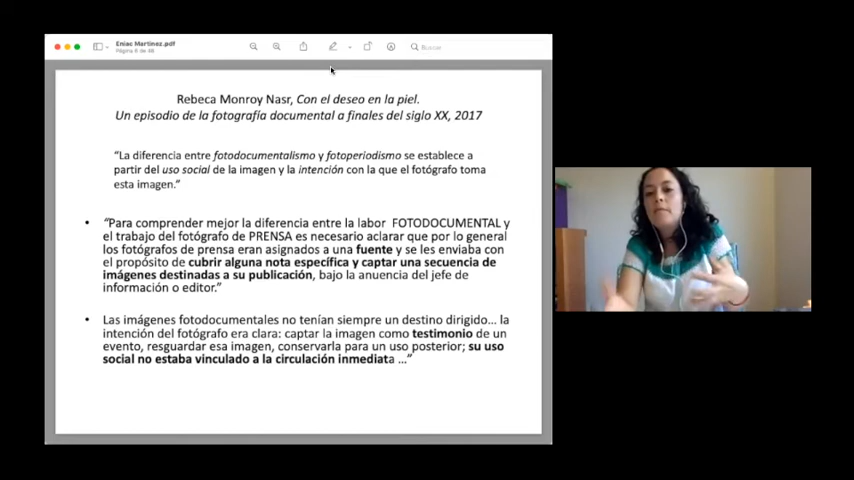 Eniac Martinez.pdf
Página 6 de 48
Buscar
Rebeca Monroy Nasr, Con el deseo en la piel.
Un episodio de la fotografía documental a finales del siglo XX, 2017
“La diferencia entre fotodocumentalismo y fotoperiodismo se establece a
partir del uso social de la imagen y la intención con la que el fotógrafo toma
esta imagen.”
• “Para comprender mejor la diferencia entre la labor FOTODOCUMENTAL y
el trabajo del fotógrafo de PRENSA es necesario aclarar que por lo general
los fotógrafos de prensa eran asignados a una fuente y se les enviaba con
el propósito de cubrir alguna nota específica y captar una secuencia de
imágenes destinadas a su publicación, bajo la anuencia del jefe de
información o editor.”
• Las imágenes fotodocumentales no tenían siempre un destino dirigido... la
intención del fotógrafo era clara: captar la imagen como testimonio de un
evento, resguardar esa imagen, conservarla para un uso posterior; su uso
social no estaba vinculado a la circulación inmediata ...”